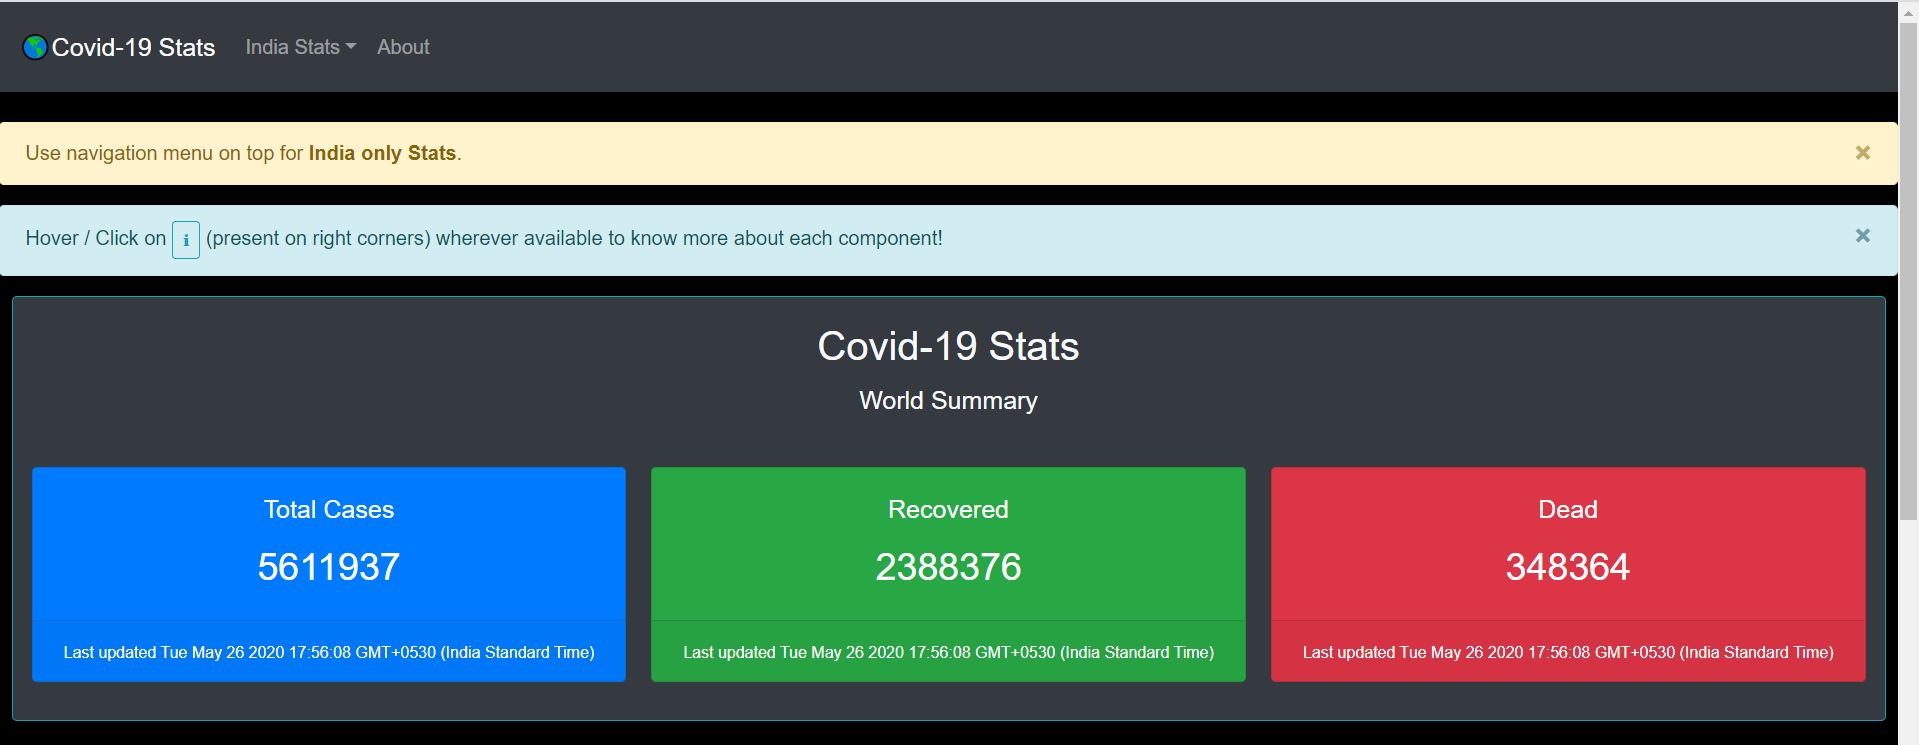 Covid-19 Stats India Stats About
Use navigation menu on top for India only Stats.
×
Hover / Click on i (present on right corners) wherever available to know more about each component!
×
Covid-19 Stats
World Summary
Total Cases
5611937
Last updated Tue May 26 2020 17:56:08 GMT+0530 (India Standard Time)
Recovered
2388376
Last updated Tue May 26 2020 17:56:08 GMT+0530 (India Standard Time)
Dead
348364
Last updated Tue May 26 2020 17:56:08 GMT+0530 (India Standard Time)